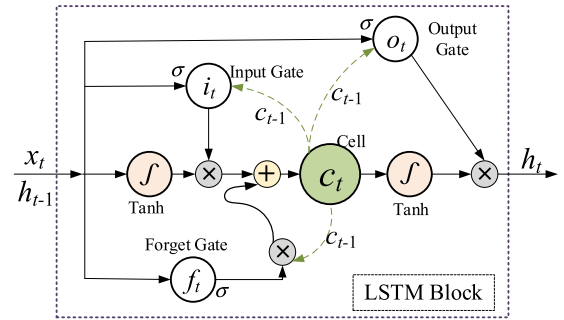 σ
o_t
Output
Gate
σ
i_t
Input Gate
c_{t-1}
c_{t-1}
Cell
x_t
h_{t-1}
∫
Tanh
×
+
c_t
∫
Tanh
×
h_t
c_{t-1}
×
Forget Gate
f_t
σ
LSTM Block